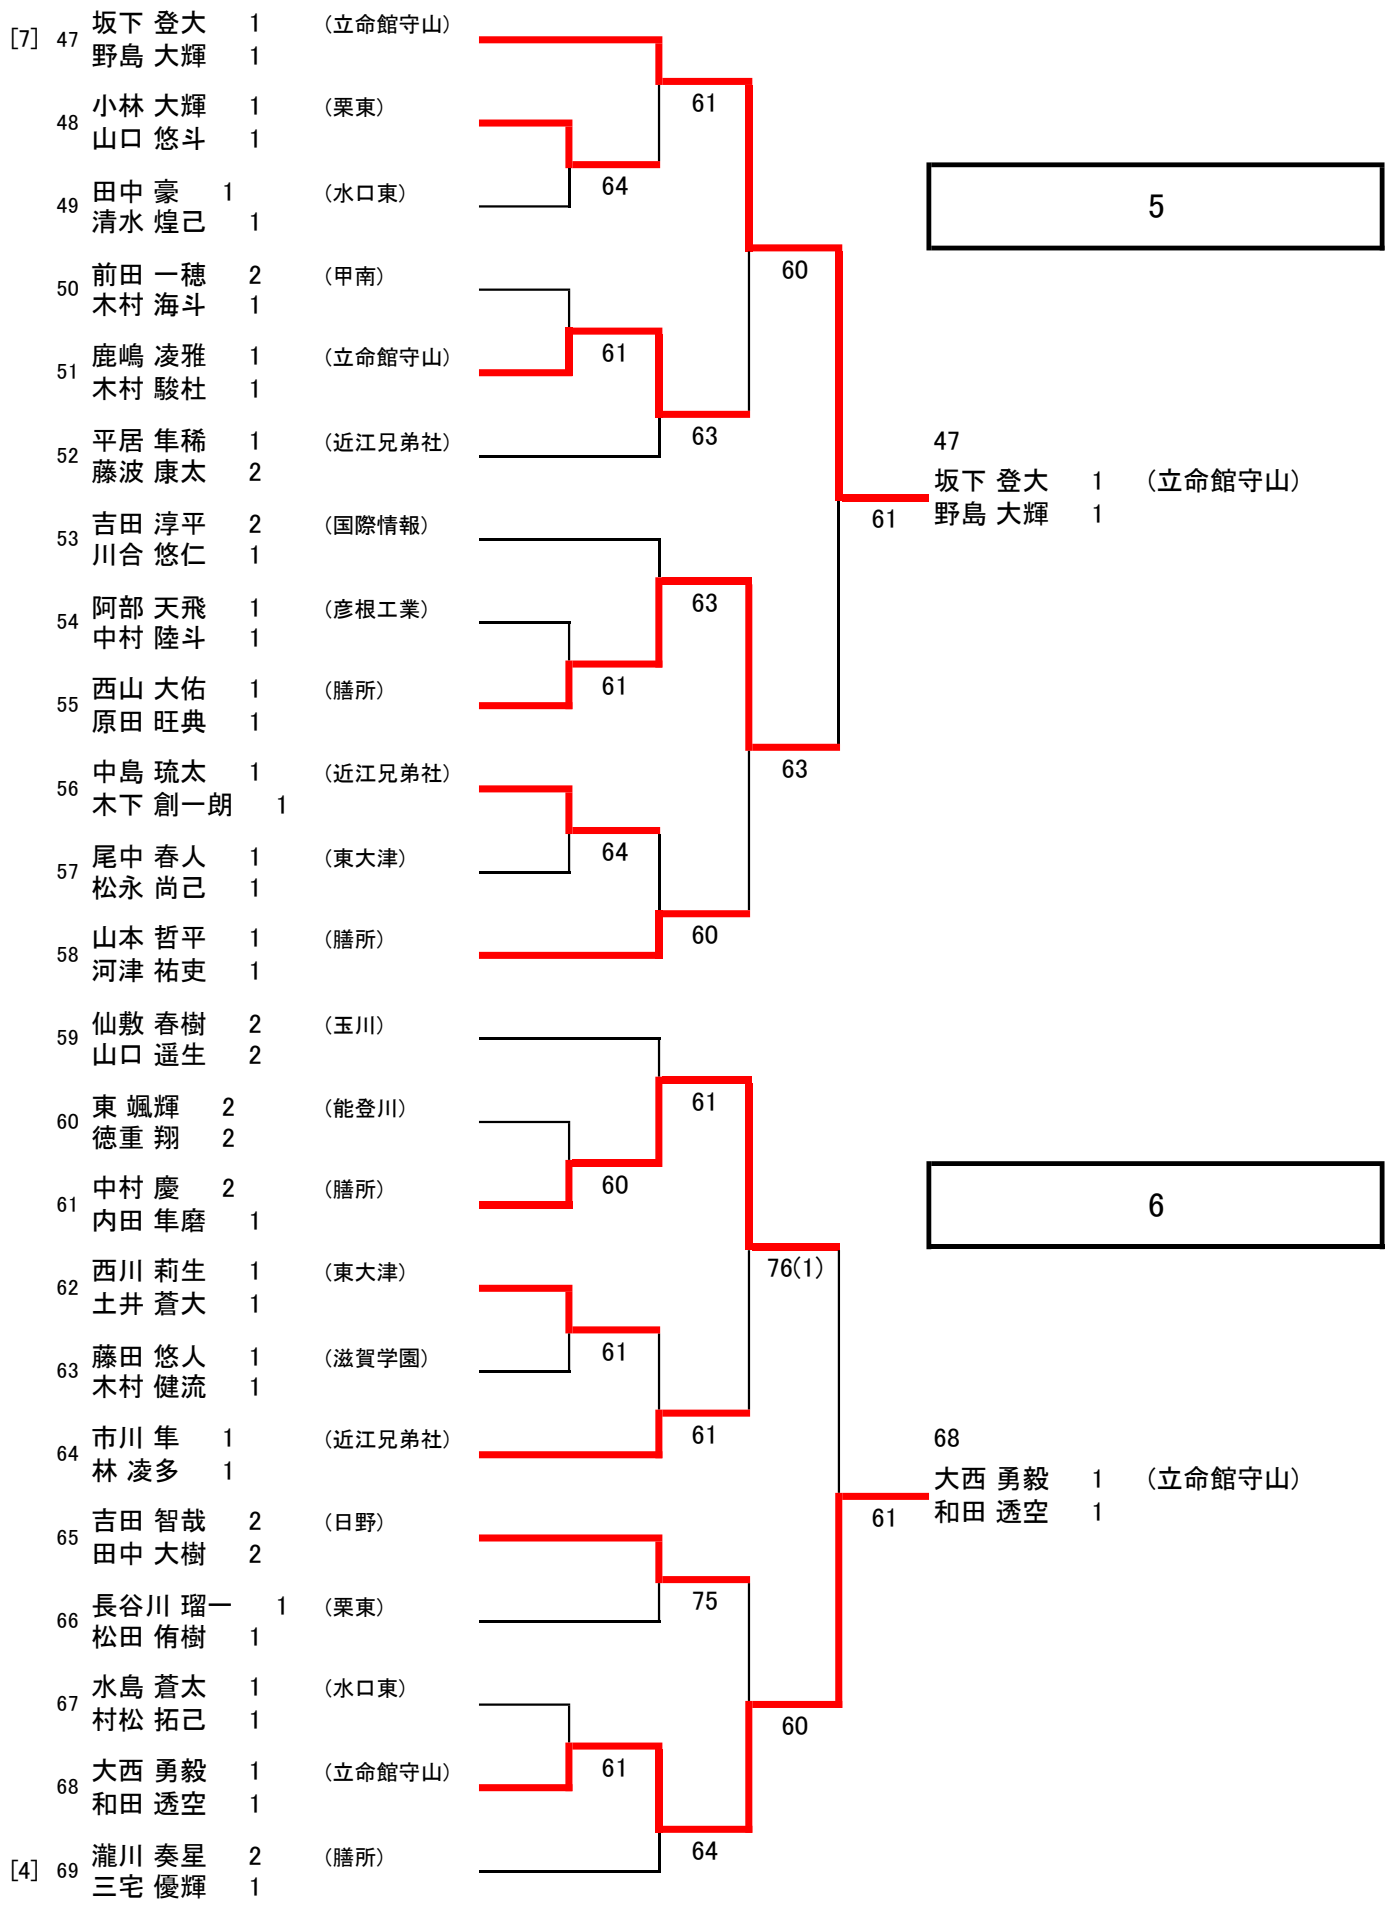 [7] 47 坂下 登大 1 (立命館守山)
野島 大輝 1
61
48 小林 大輝 1 (栗東)
山口 悠斗 1
64
49 田中 豪 1 (水口東)
清水 煌己 1
5
60
50 前田 一穂 2 (甲南)
木村 海斗 1
61
51 鹿嶋 凌雅 1 (立命館守山)
木村 駿杜 1
63
52 平居 隼稀 1 (近江兄弟社)
藤波 康太 2
47
坂下 登大 1 (立命館守山)
野島 大輝 1
61
53 吉田 淳平 2 (国際情報)
川合 悠仁 1
63
54 阿部 天飛 1 (彦根工業)
中村 陸斗 1
61
55 西山 大佑 1 (膳所)
原田 旺典 1
63
56 中島 琉太 1 (近江兄弟社)
木下 創一朗 1
64
57 尾中 春人 1 (東大津)
松永 尚己 1
60
58 山本 哲平 1 (膳所)
河津 祐吏 1
59 仙敷 春樹 2 (玉川)
山口 遥生 2
61
60 東 颯輝 2 (能登川)
徳重 翔 2
60
61 中村 慶 2 (膳所)
内田 隼磨 1
6
76(1)
62 西川 莉生 1 (東大津)
土井 蒼大 1
61
63 藤田 悠人 1 (滋賀学園)
木村 健流 1
61
64 市川 隼 1 (近江兄弟社)
林 凌多 1
68
大西 勇毅 1 (立命館守山)
和田 透空 1
61
65 吉田 智哉 2 (日野)
田中 大樹 2
75
66 長谷川 瑠一 1 (栗東)
松田 侑樹 1
67 水島 蒼太 1 (水口東)
村松 拓己 1
60
61
68 大西 勇毅 1 (立命館守山)
和田 透空 1
64
[4] 69 瀧川 奏星 2 (膳所)
三宅 優輝 1